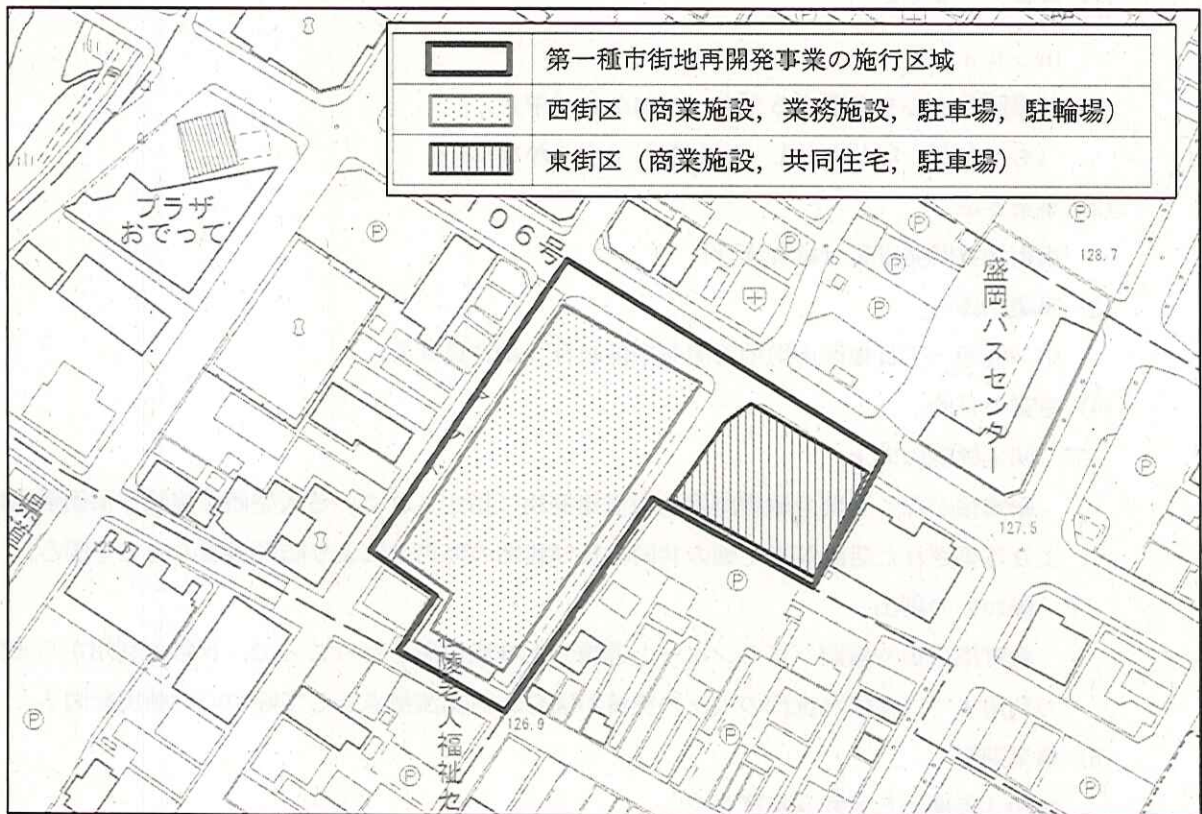 第一種市街地再開発事業の施行区域
西街区（商業施設，業務施設，駐車場，駐輪場）
東街区（商業施設，共同住宅，駐車場）
プラザ
おでって
106号
Ⓟ
Ⓟ
128.7
Ⓟ
Ⓟ
Ⓟ
盛岡バスセンタ
Ⓟ
127.5
県道
Ⓟ
仁王老人福祉セ
126.9
Ⓟ
Ⓟ
Ⓟ
Ⓟ